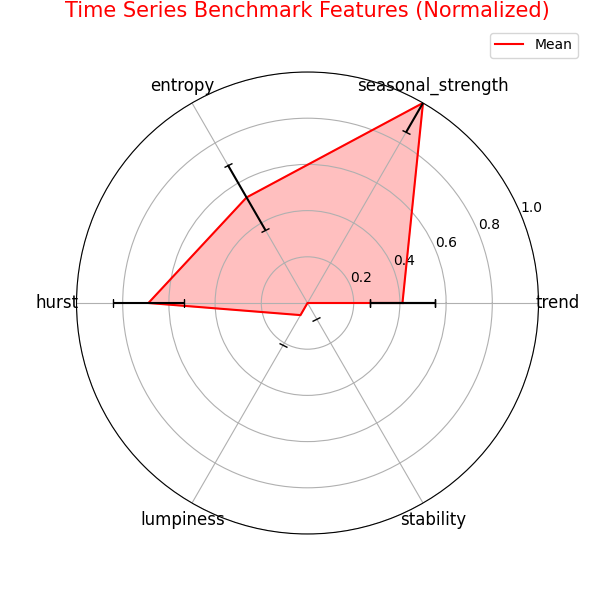 Time Series Benchmark Features (Normalized)
Mean
entropy
seasonal_strength
1.0
0.8
0.6
0.4
0.2
hurst
trend
lumpiness
stability